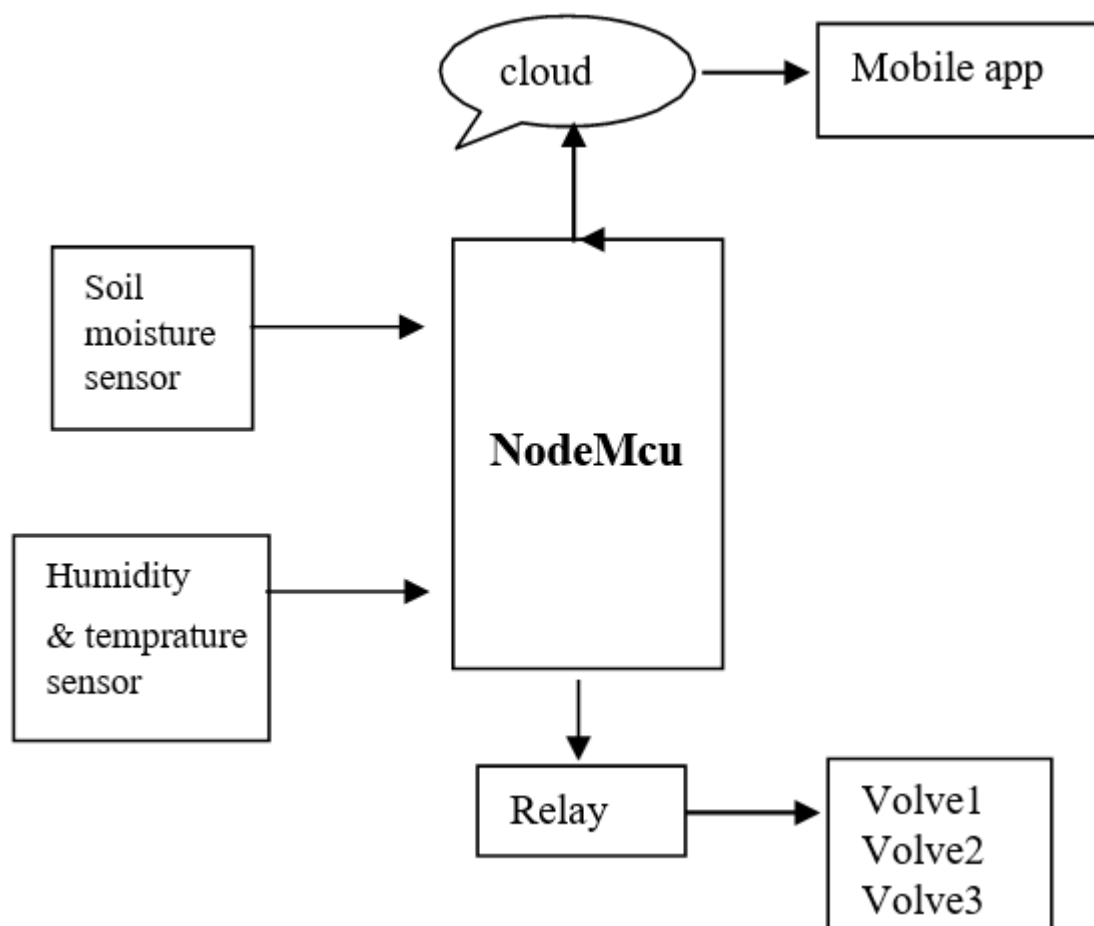 cloud
Mobile app
Soil
moisture
sensor
NodeMcu
Humidity
& temprature
sensor
Relay
Volve1
Volve2
Volve3